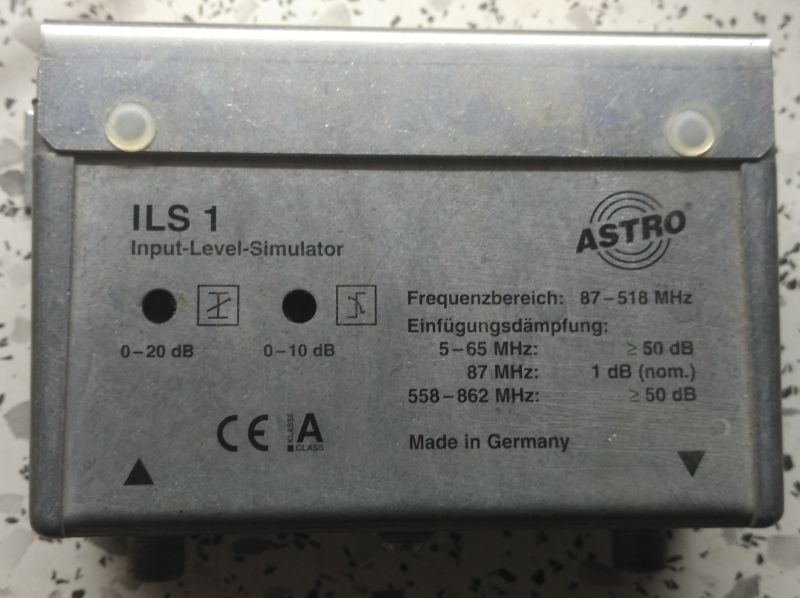 ILS 1
Input-Level-Simulator
ASTRO®
0–20 dB
0–10 dB
Frequenzbereich: 87–518 MHz
Einfügungsdämpfung:
5–65 MHz: ≥ 50 dB
87 MHz: 1 dB (nom.)
558–862 MHz: ≥ 50 dB
CE
KLASSE
A
CLASS
Made in Germany